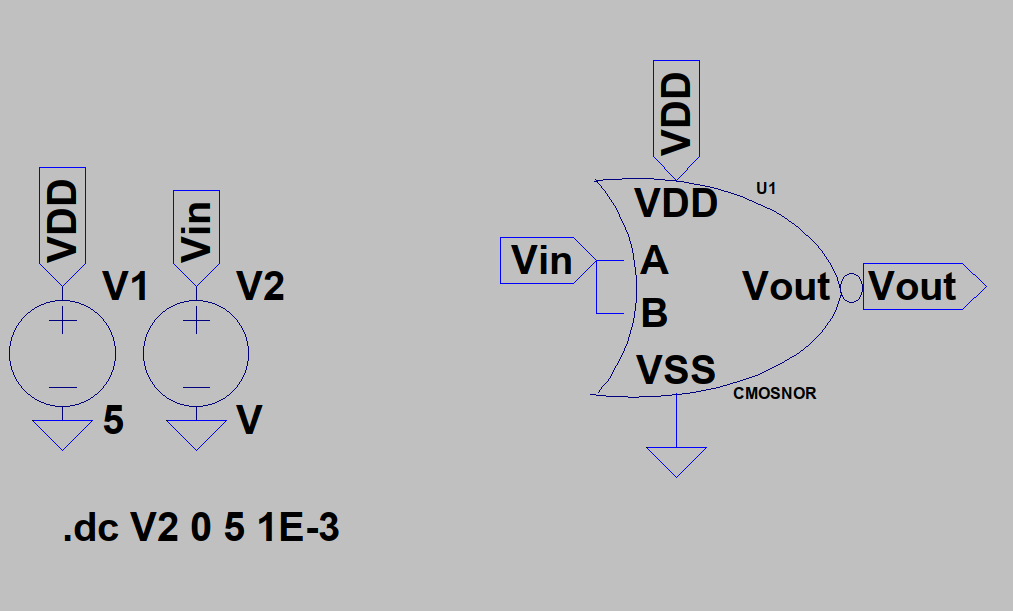 VDD
VDD
U1
VDD
Vin
Vin
A
V1
V2
Vout
Vout
B
VSS
CMOSNOR
5
V
.dc V2 0 5 1E-3